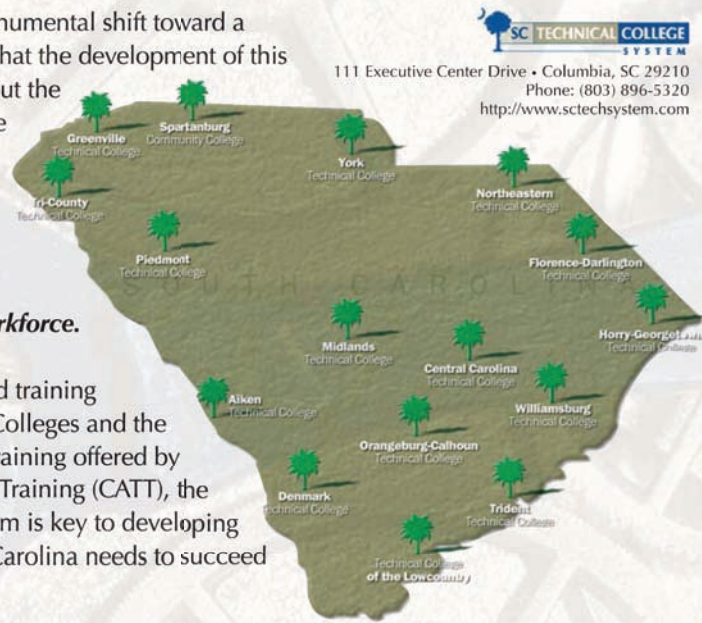 numental shift toward a
hat the development of this
out the
e
rkforce.
d training
Colleges and the
raining offered by
Training (CATT), the
m is key to developing
Carolina needs to succeed
SC TECHNICAL COLLEGE
SYSTEM
111 Executive Center Drive • Columbia, SC 29210
Phone: (803) 896-5320
http://www.sctechsystem.com
Greenville
Technical College
Spartanburg
Community College
York
Technical College
Tri-County
Technical College
Northeastern
Technical College
Piedmont
Technical College
Florence-Darlington
Technical College
SOUTH CAROL
Horry-Georgetown
Technical College
Midlands
Technical College
Central Carolina
Technical College
Aiken
Technical College
Williamsburg
Technical College
Orangeburg-Calhoun
Technical College
Denmark
Technical College
Trident
Technical College
Technical College
of the Lowcountry